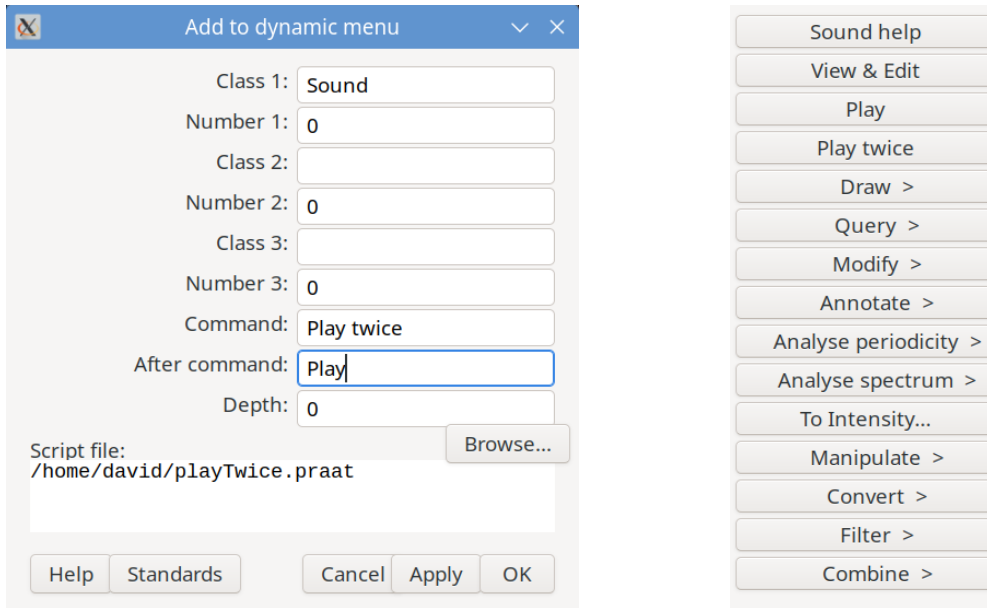 Add to dynamic menu
Class 1: Sound
Number 1: 0
Class 2:
Number 2: 0
Class 3:
Number 3: 0
Command: Play twice
After command: Play
Depth: 0
Browse...
Script file:
/home/david/playTwice.praat
Help Standards Cancel Apply OK
Sound help
View & Edit
Play
Play twice
Draw >
Query >
Modify >
Annotate >
Analyse periodicity >
Analyse spectrum >
To Intensity...
Manipulate >
Convert >
Filter >
Combine >